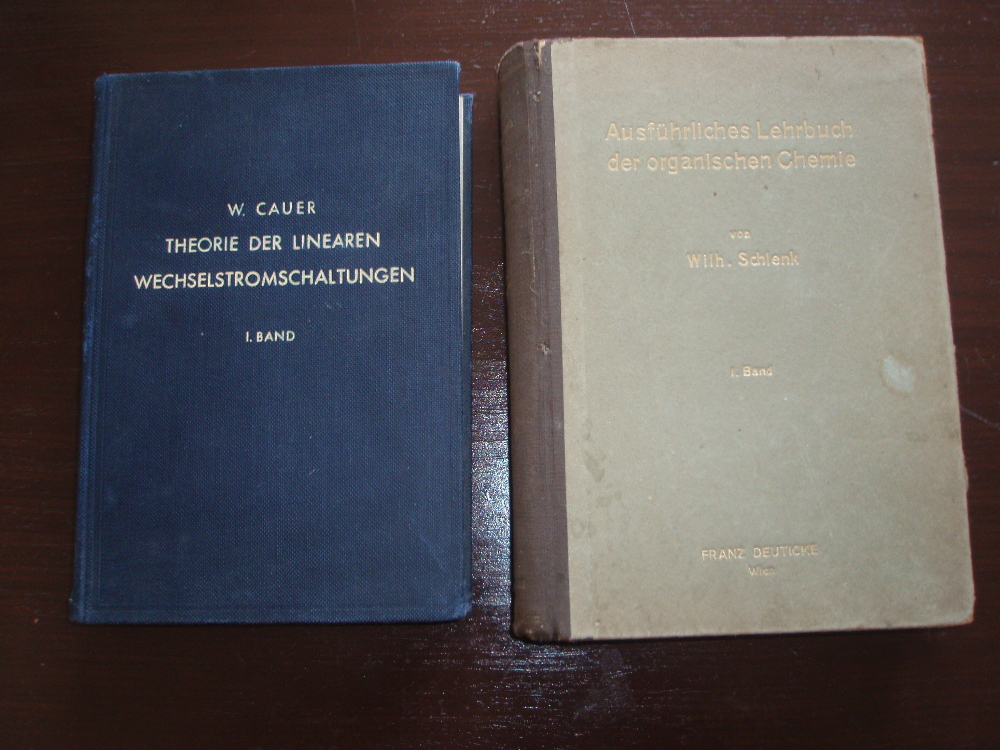 W. CAUER
THEORIE DER LINEAREN
WECHSELSTROMSCHALTUNGEN
I. BAND
Ausführliches Lehrbuch
der organischen Chemie
von
Wilh. Schlenk
I. Band
FRANZ DEUTICKE
Wien